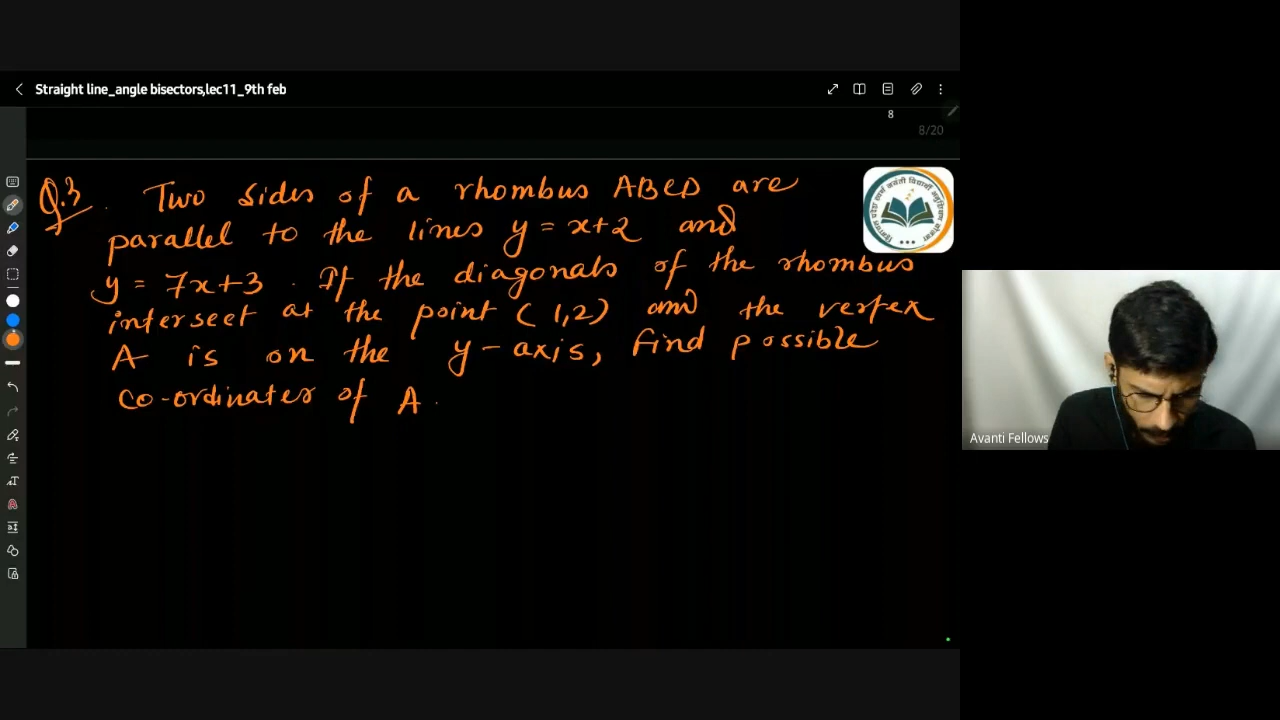 Straight line_angle bisectors,lec11_9th feb
8
8/20
Q.3. Two sides of a rhombus ABCD are
parallel to the lines y = x+2 and
y = 7x+3. If the diagonals of the rhombus
intersect at the point (1,2) and the vertex
A is on the y-axis, find possible
co-ordinates of A.
Avanti Fellows